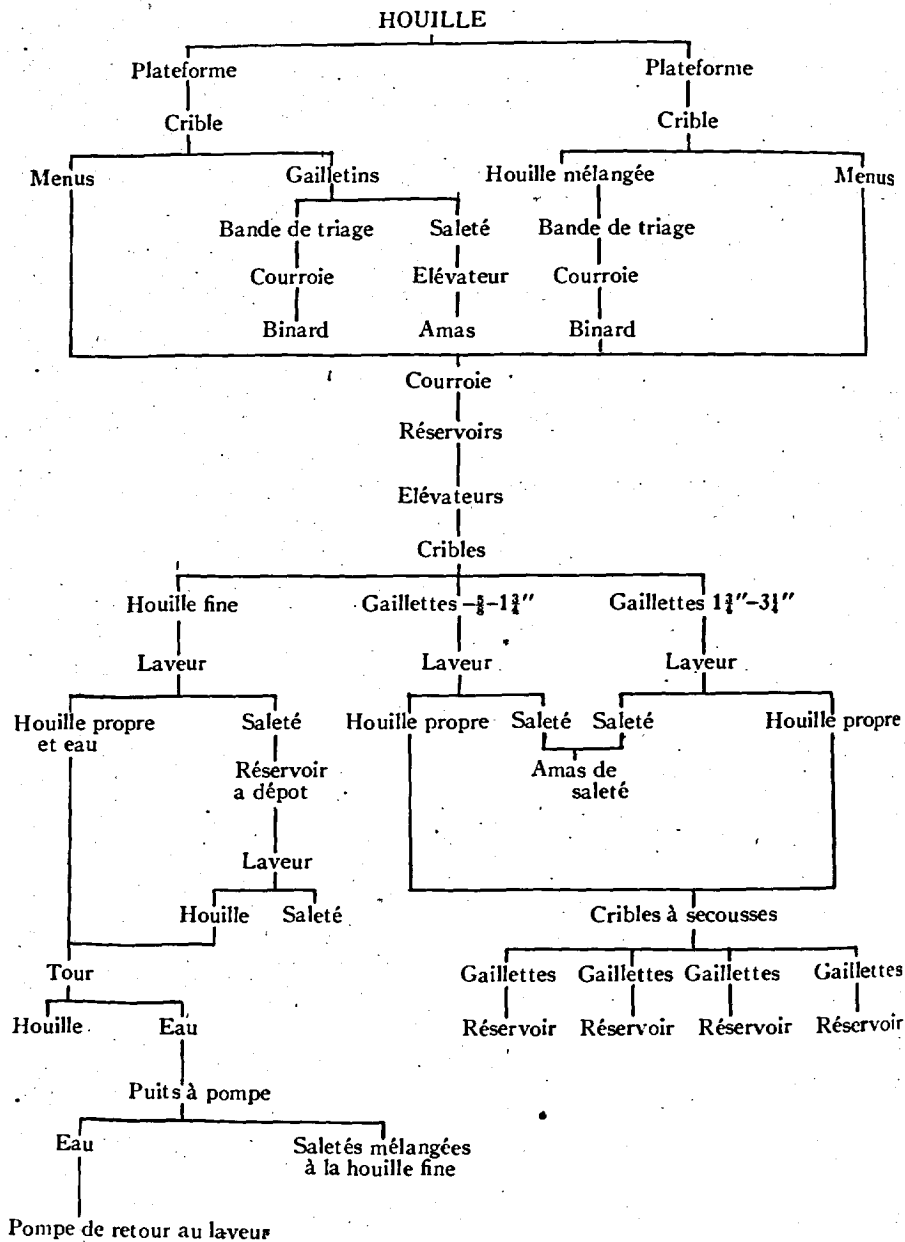 HOUILLE
Plateforme Plateforme
Crible Crible
Menus Gailletins Houille mélangée Menus
Bande de triage Saleté Bande de triage
Courroie Elévateur Courroie
Binard Amas Binard
Courroie
Réservoirs
Elévateurs
Cribles
Houille fine Gaillettes –⅝–1¾″ Gaillettes 1¾″–3¼″
Laveur Laveur Laveur
Houille propre et eau
Saleté
Houille propre Saleté Saleté Houille propre
Réservoir
a dépot
Amas de
saleté
Laveur
Houille Saleté
Cribles à secousses
Tour
Gaillettes Gaillettes Gaillettes Gaillettes
Houille Eau
Réservoir Réservoir Réservoir Réservoir
Puits à pompe
Eau
Saletés mélangées
à la houille fine
Pompe de retour au laveur